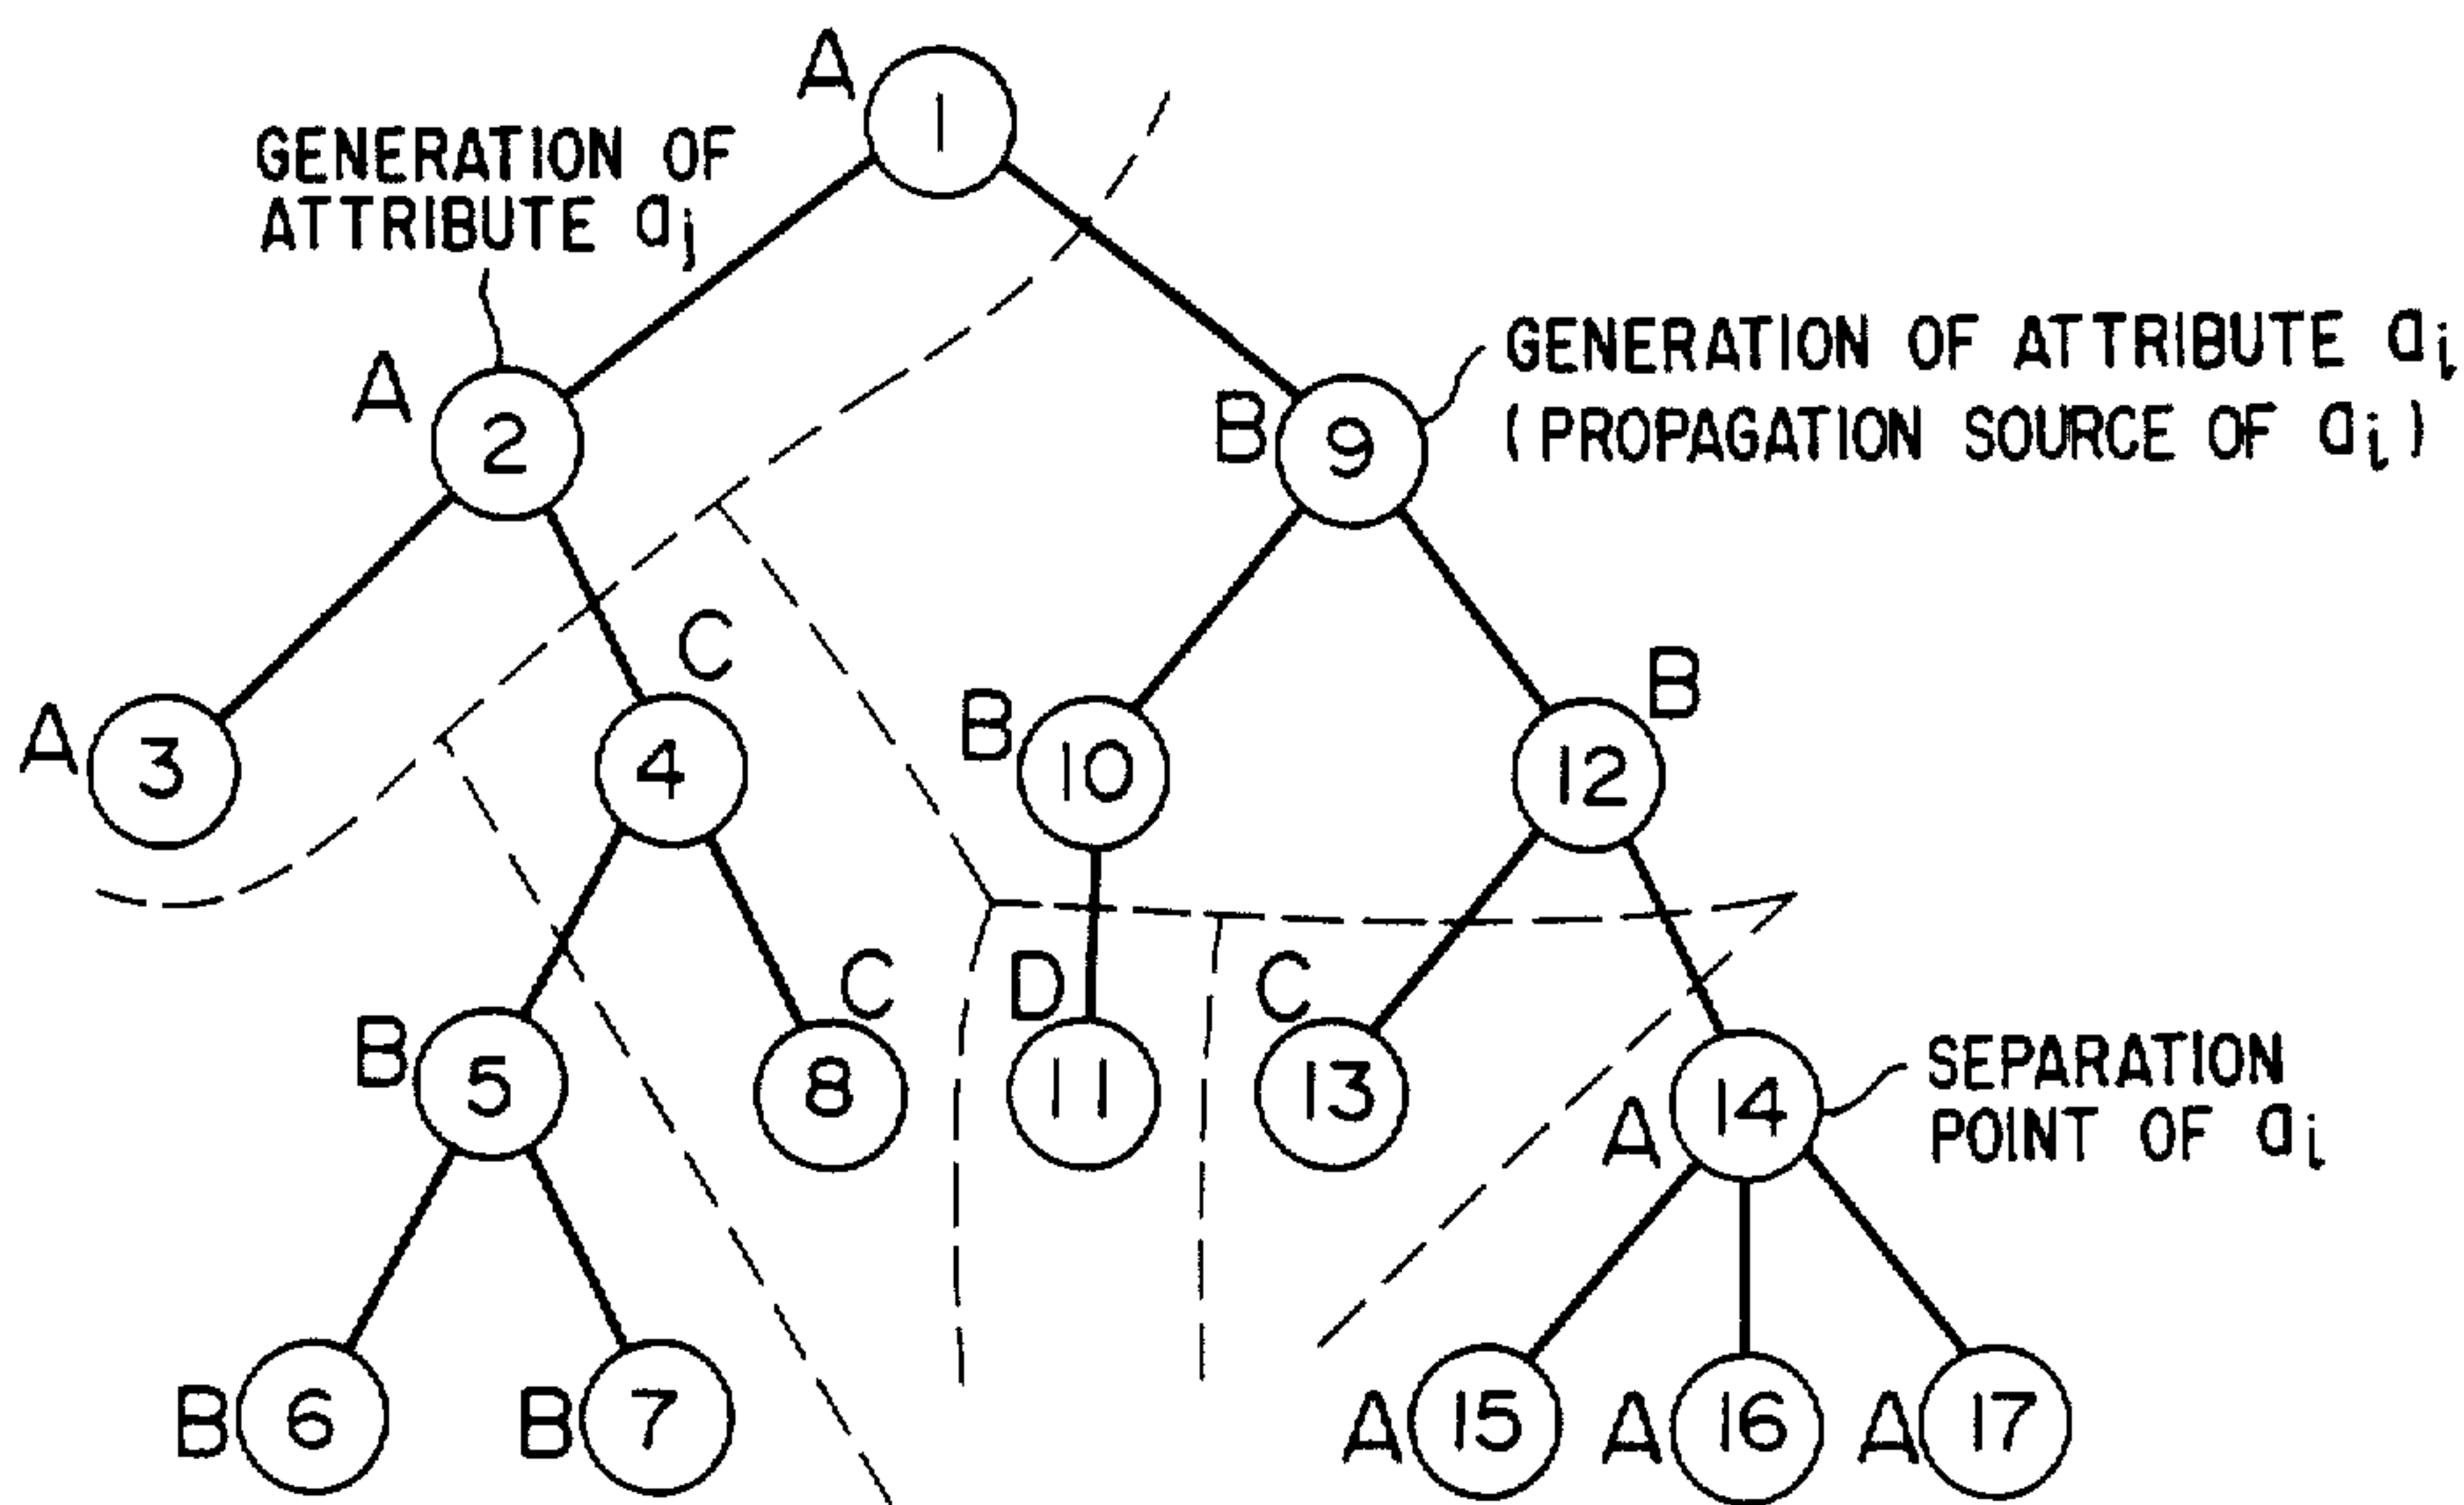 A
1
GENERATION OF
ATTRIBUTE aj
A
2
GENERATION OF ATTRIBUTE ai
B
9
(PROPAGATION SOURCE OF ai)
C
B
A
3
4
B
10
12
C
D
C
B
5
8
11
13
14
A
SEPARATION
POINT OF ai
B
6
B
7
A
15
A
16
A
17